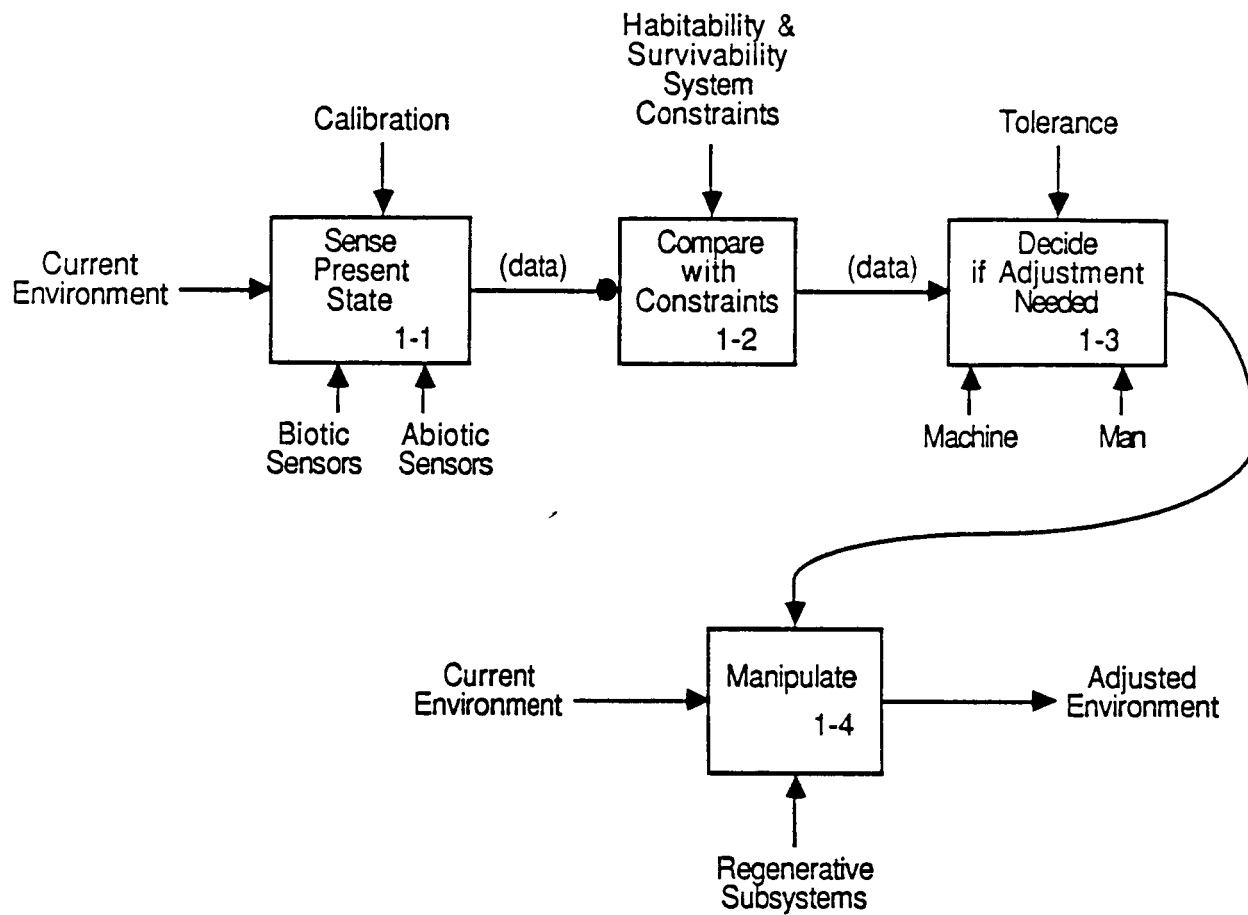 Habitability &
Survivability
System
Constraints
Calibration
Tolerance
Sense
Present
State
1-1
Compare
with
Constraints
1-2
Decide
if Adjustment
Needed
1-3
Current
Environment
(data)
(data)
Biotic
Sensors
Abiotic
Sensors
Machine
Man
Current
Environment
Manipulate
1-4
Adjusted
Environment
Regenerative
Subsystems